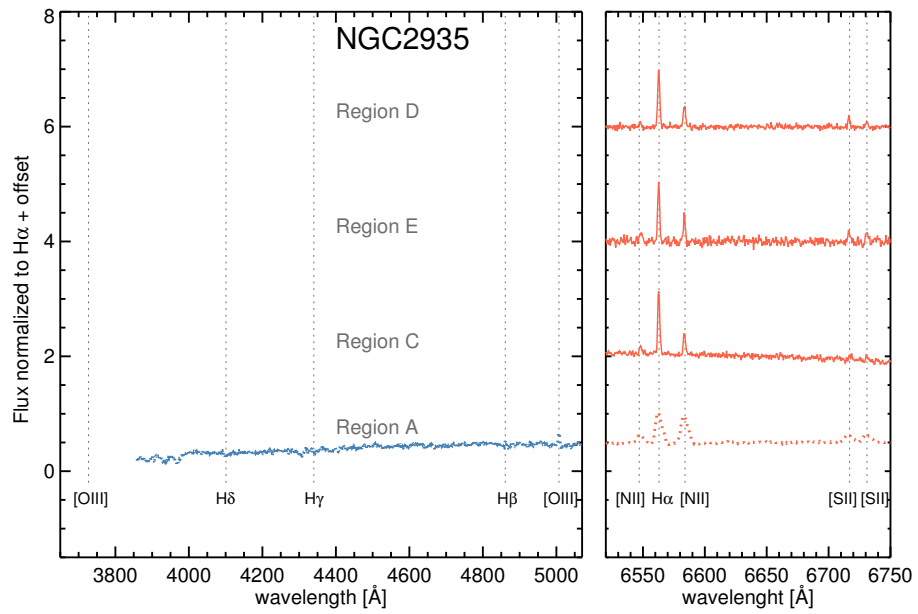 NGC2935
Flux normalized to Hα + offset
8
6
4
2
0
Region D
Region E
Region C
Region A
[OIII] Hδ Hγ Hβ [OIII]
[NII] Hα [NII] [SII] [SII]
3800 4000 4200 4400 4600 4800 5000
6550 6600 6650 6700 6750
wavelength [Å]
wavelenght [Å]